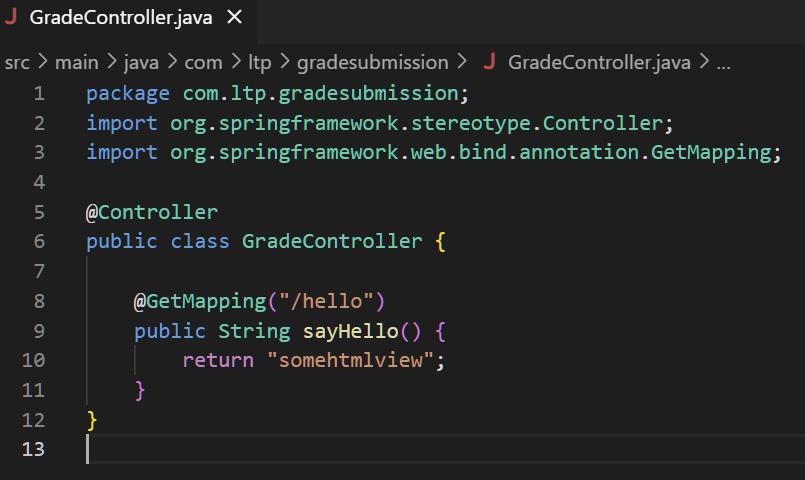 J GradeController.java ×
src > main > java > com > ltp > gradesubmission > J GradeController.java > ...
1 package com.ltp.gradesubmission;
2 import org.springframework.stereotype.Controller;
3 import org.springframework.web.bind.annotation.GetMapping;
4
5 @Controller
6 public class GradeController {
7
8     @GetMapping("/hello")
9     public String sayHello() {
10         return "somehtmlview";
11     }
12 }
13